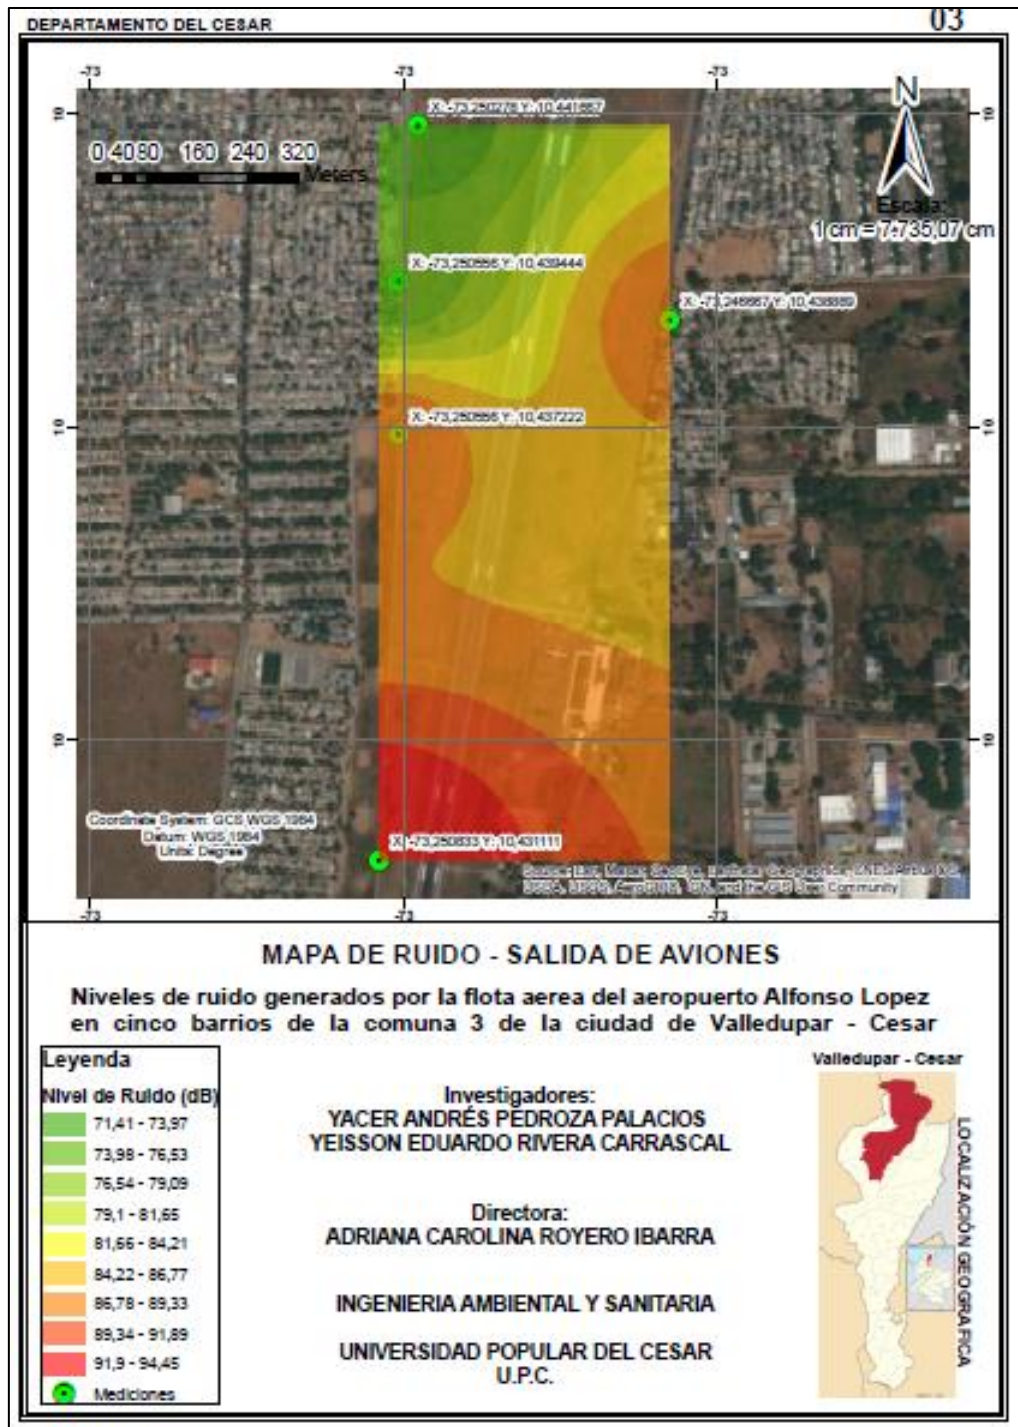 DEPARTAMENTO DEL CESAR
03
-73
-73
-73
N
10
10
X: -73,250278 Y: 10,441667
0 40 80 160 240 320
Meters
Escala:
1 cm = 7.735,07 cm
X: -73,250556 Y: 10,439444
X: -73,246667 Y: 10,438889
X: -73,250556 Y: 10,437222
10
10
10
10
Coordinate System: GCS WGS 1984
Datum: WGS 1984
Units: Degree
X: -73,250833 Y: 10,431111
and the GIS User Community
-73
-73
-73
MAPA DE RUIDO - SALIDA DE AVIONES
Niveles de ruido generados por la flota aerea del aeropuerto Alfonso Lopez
en cinco barrios de la comuna 3 de la ciudad de Valledupar - Cesar
Leyenda
Nivel de Ruido (dB)
71,41 - 73,97
73,98 - 76,53
76,54 - 79,09
79,1 - 81,65
81,66 - 84,21
84,22 - 86,77
86,78 - 89,33
89,34 - 91,89
91,9 - 94,45
Mediciones
Investigadores:
YACER ANDRÉS PEDROZA PALACIOS
YEISSON EDUARDO RIVERA CARRASCAL
Directora:
ADRIANA CAROLINA ROYERO IBARRA
INGENIERIA AMBIENTAL Y SANITARIA
UNIVERSIDAD POPULAR DEL CESAR
U.P.C.
Valledupar - Cesar
LOCALIZACIÓN GEOGRAFICA